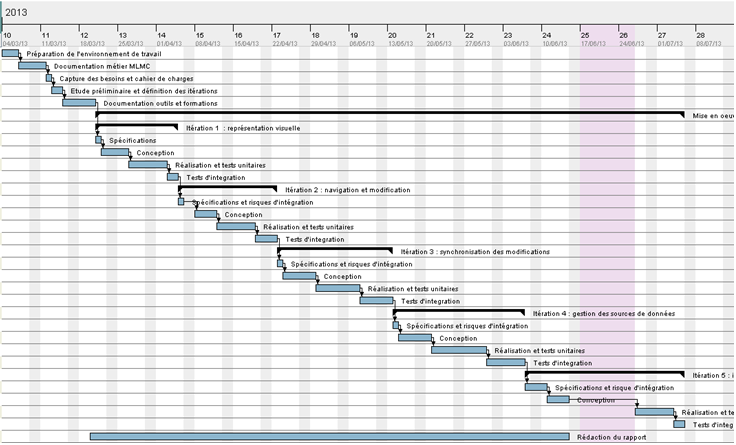 2013
10 11 12 13 14 15 16 17 18 19 20 21 22 23 24 25 26 27 28
04/03/13 11/03/13 18/03/13 25/03/13 01/04/13 08/04/13 15/04/13 22/04/13 29/04/13 06/05/13 13/05/13 20/05/13 27/05/13 03/06/13 10/06/13 17/06/13 24/06/13 01/07/13 08/07/13
Préparation de l'environnement de travail
Documentation métier MLMC
Capture des besoins et cahier de charges
Etude préliminaire et définition des itérations
Documentation outils et formations
Mise en oeuv
Itération 1 : représentation visuelle
Spécifications
Conception
Réalisation et tests unitaires
Tests d'integration
Itération 2 : navigation et modification
Spécifications et risques d'intégration
Conception
Réalisation et tests unitaires
Tests d'integration
Itération 3 : synchronisation des modifications
Spécifications et risques d'intégration
Conception
Réalisation et tests unitaires
Tests d'integration
Itération 4 : gestion des sources de données
Spécifications et risques d'intégration
Conception
Réalisation et tests unitaires
Tests d'integration
Itération 5 : i
Spécifications et risque d'intégration
Conception
Réalisation et te
Tests d'integ
Rédaction du rapport